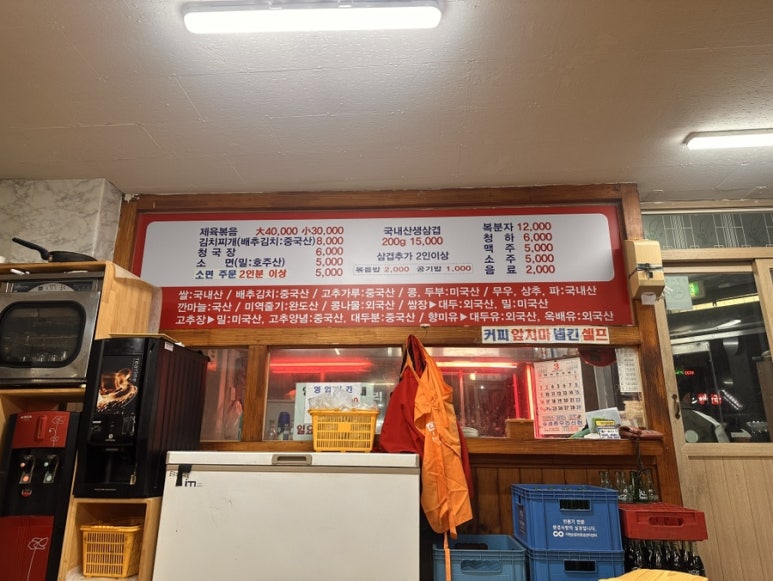 제육볶음 大40,000 小30,000
김치찌개(배추김치:중국산)8,000
청국장 6,000
소 면(밀:호주산) 5,000
소면 주문 2인분 이상 5,000
국내산생삼겹
200g 15,000
삼겹추가 2인이상
볶음밥 2,000 공기밥 1,000
복분자 12,000
청 하 6,000
맥 주 5,000
소 주 5,000
음 료 2,000
쌀:국내산 / 배추김치:중국산 / 고추가루:중국산 / 콩, 두부:미국산 / 무우, 상추, 파:국내산
깐마늘:국산 / 미역줄기:완도산 / 콩나물:외국산 / 쌈장▶대두:외국산, 밀:미국산
고추장▶밀:미국산, 고추양념:중국산, 대두분:중국산 / 향미유▶대두유:외국산, 옥배유:외국산
커피 앞치마 냅킨 셀프
영업시간
3